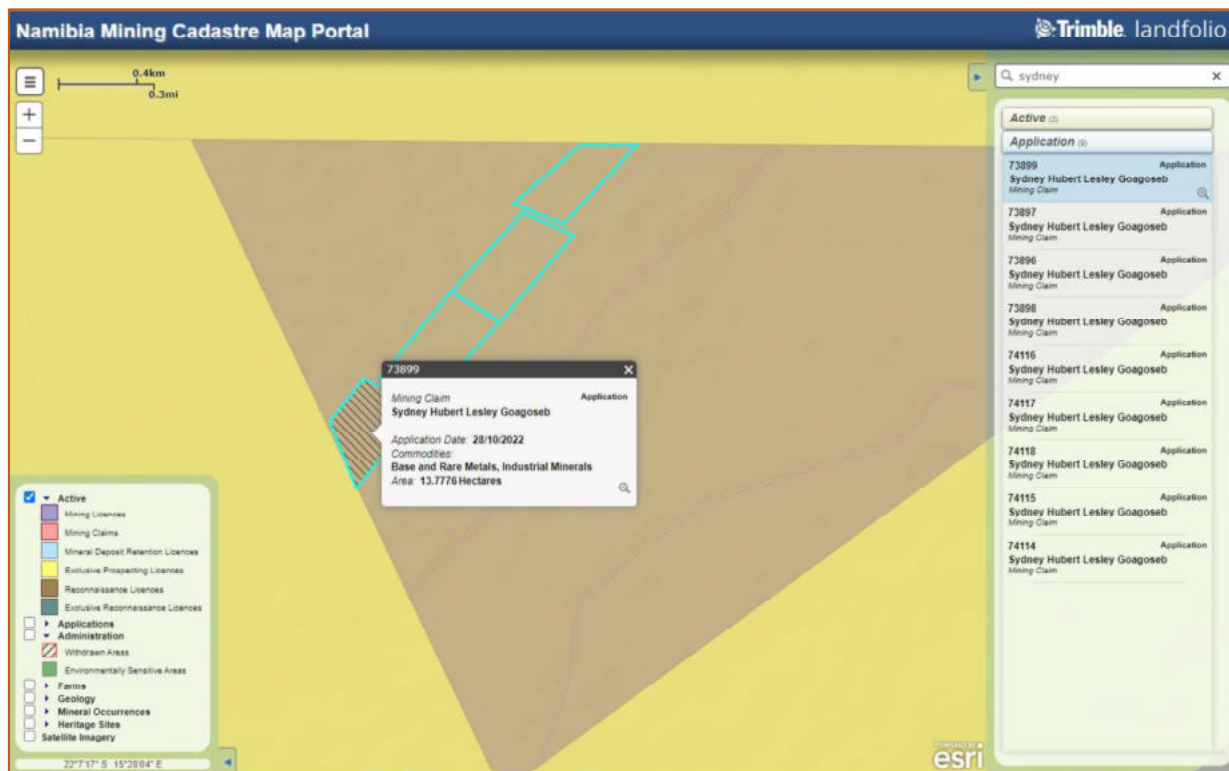 Namibia Mining Cadastre Map Portal
Trimble. landfolio
0.4km
0.3mi
+
−
sydney
×
Active (2)
Application (9)
73899 Application
Sydney Hubert Lesley Goagoseb
Mining Claim
73897 Application
Sydney Hubert Lesley Goagoseb
Mining Claim
73896 Application
Sydney Hubert Lesley Goagoseb
Mining Claim
73898 Application
Sydney Hubert Lesley Goagoseb
Mining Claim
74116 Application
Sydney Hubert Lesley Goagoseb
Mining Claim
74117 Application
Sydney Hubert Lesley Goagoseb
Mining Claim
74118 Application
Sydney Hubert Lesley Goagoseb
Mining Claim
74115 Application
Sydney Hubert Lesley Goagoseb
Mining Claim
74114 Application
Sydney Hubert Lesley Goagoseb
Mining Claim
73899
Mining Claim Application
Sydney Hubert Lesley Goagoseb
Application Date: 28/10/2022
Commodities:
Base and Rare Metals, Industrial Minerals
Area: 13.7776 Hectares
Active
Mining Licences
Mining Claims
Mineral Deposit Retention Licences
Exclusive Prospecting Licences
Reconnaissance Licences
Exclusive Reconnaissance Licences
Applications
Administration
Withdrawn Areas
Environmentally Sensitive Areas
Farms
Geology
Mineral Occurrences
Heritage Sites
Satellite Imagery
22°7'17" S 15°28'04" E
POWERED BY
esri